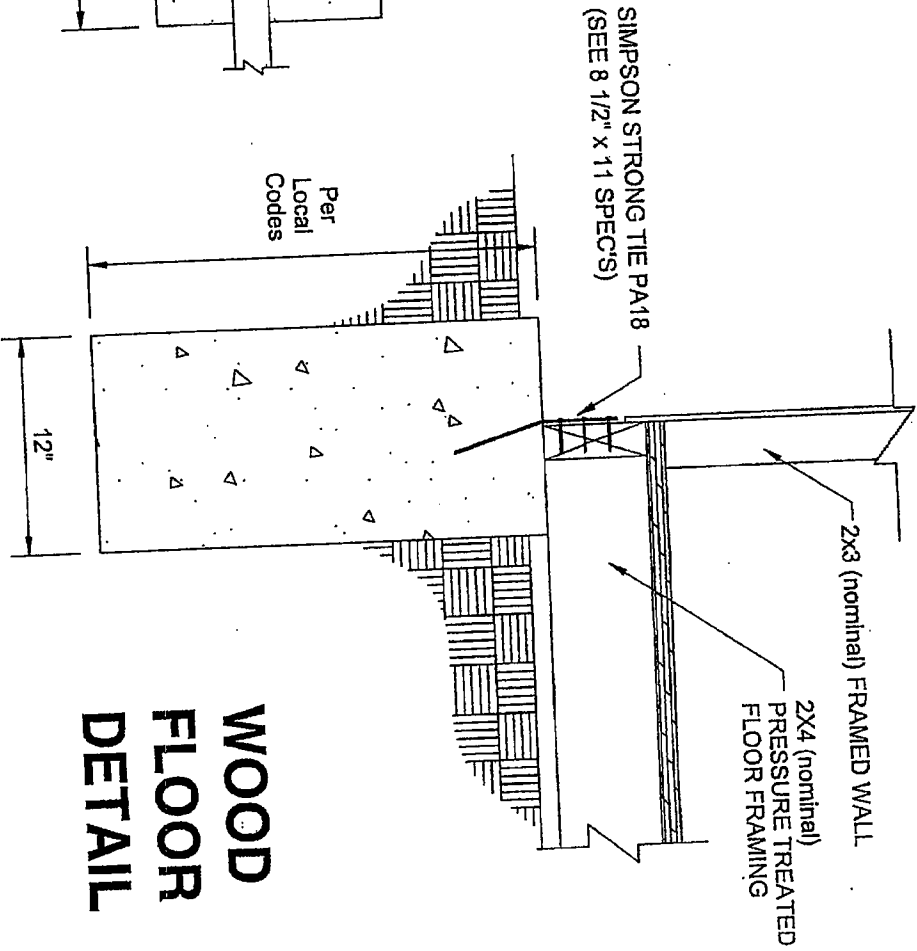 SIMPSON STRONG TIE PA18
(SEE 8 1/2" x 11 SPEC'S)
2x3 (nominal) FRAMED WALL
2X4 (nominal)
PRESSURE TREATED
FLOOR FRAMING
Per
Local
Codes
12"
WOOD
FLOOR
DETAIL